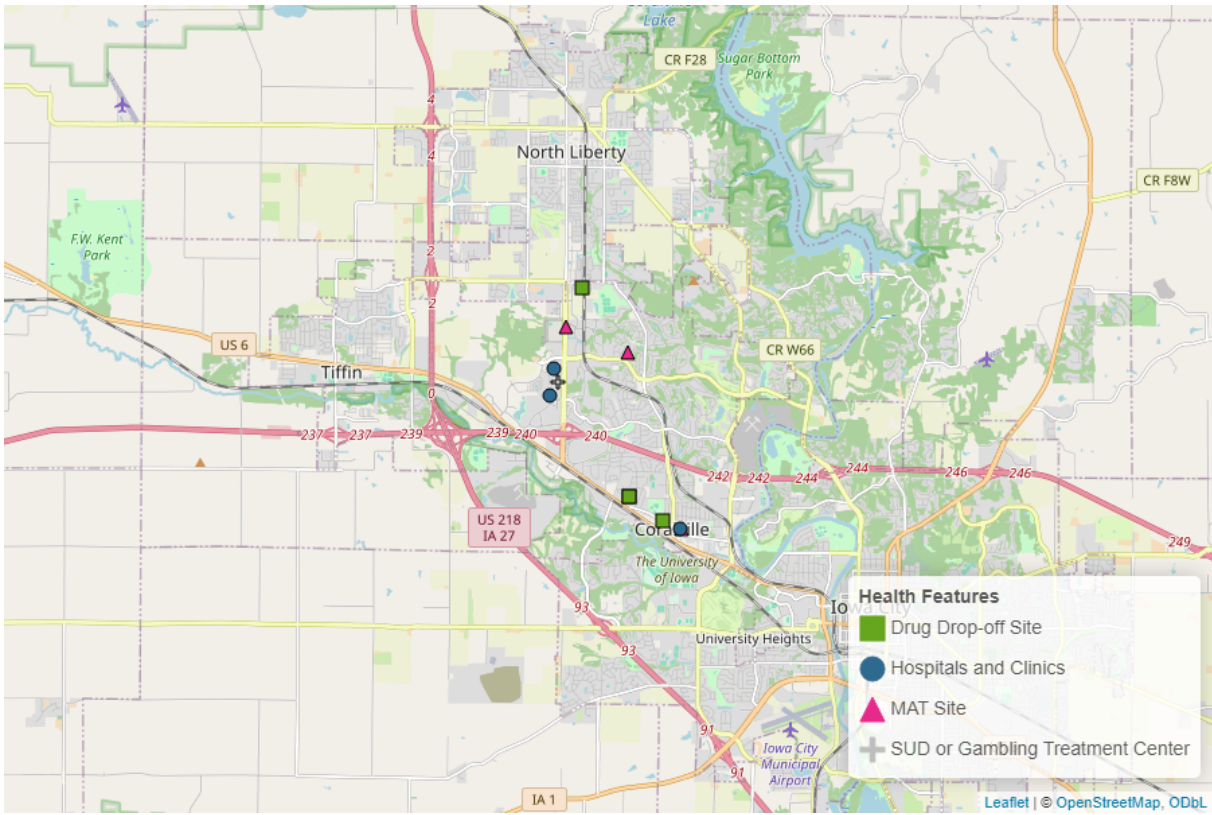 Lake
CR F28
Sugar Bottom
Park
4
4
North Liberty
CR F8W
F.W. Kent
Park
2
2
US 6
CR W66
Tiffin
0
237
237
239
239
240
240
242
242
244
244
246
246
249
US 218
IA 27
Coralville
The University
of Iowa
93
93
University Heights
Iowa City
91
91
Iowa City
Municipal
Airport
IA 1
Health Features
Drug Drop-off Site
Hospitals and Clinics
MAT Site
SUD or Gambling Treatment Center
Leaflet | © OpenStreetMap, ODbL